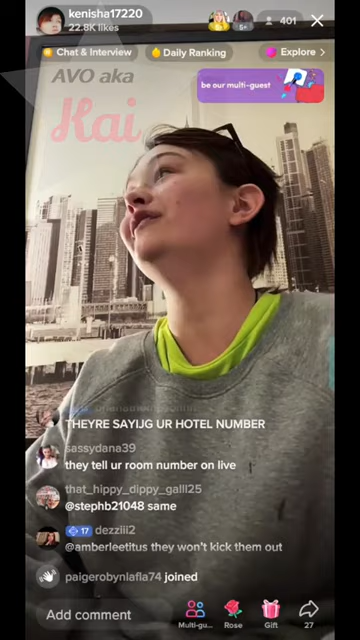 kenisha17220
22.8K likes
5+
401
Chat & Interview
Daily Ranking
Explore >
AVO aka
Kai
be our multi-guest
THEYRE SAYIJG UR HOTEL NUMBER
sassydana39
they tell ur room number on live
that_hippy_dippy_galll25
@stephb21048 same
17 dezziii2
@amberleetitus they won't kick them out
paigerobynlafla74 joined
Add comment
Multi-gu...
Rose
Gift
27